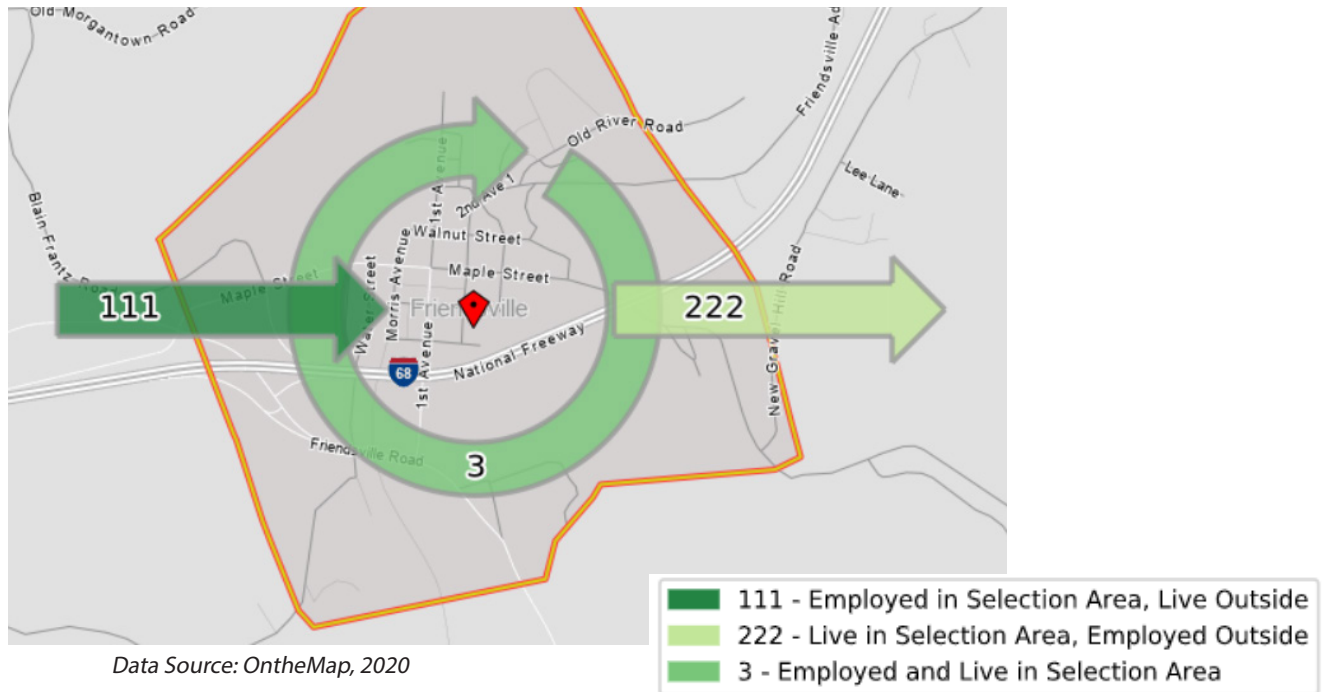 Old-Morgantown-Road
Friendsville-Ad
Old-River-Road
Lee-Lane
Blain-Frantz-Road
1st-Avenue
2nd-Ave 1
Walnut-Street
Maple-Street
Maple-Street
Water-Street
Morris-Avenue
Friendsville
111
222
National-Freeway
68
1st-Avenue
New-Gravel-Hill-Road
Friendsville-Road
3
111 - Employed in Selection Area, Live Outside
222 - Live in Selection Area, Employed Outside
3 - Employed and Live in Selection Area
Data Source: OntheMap, 2020